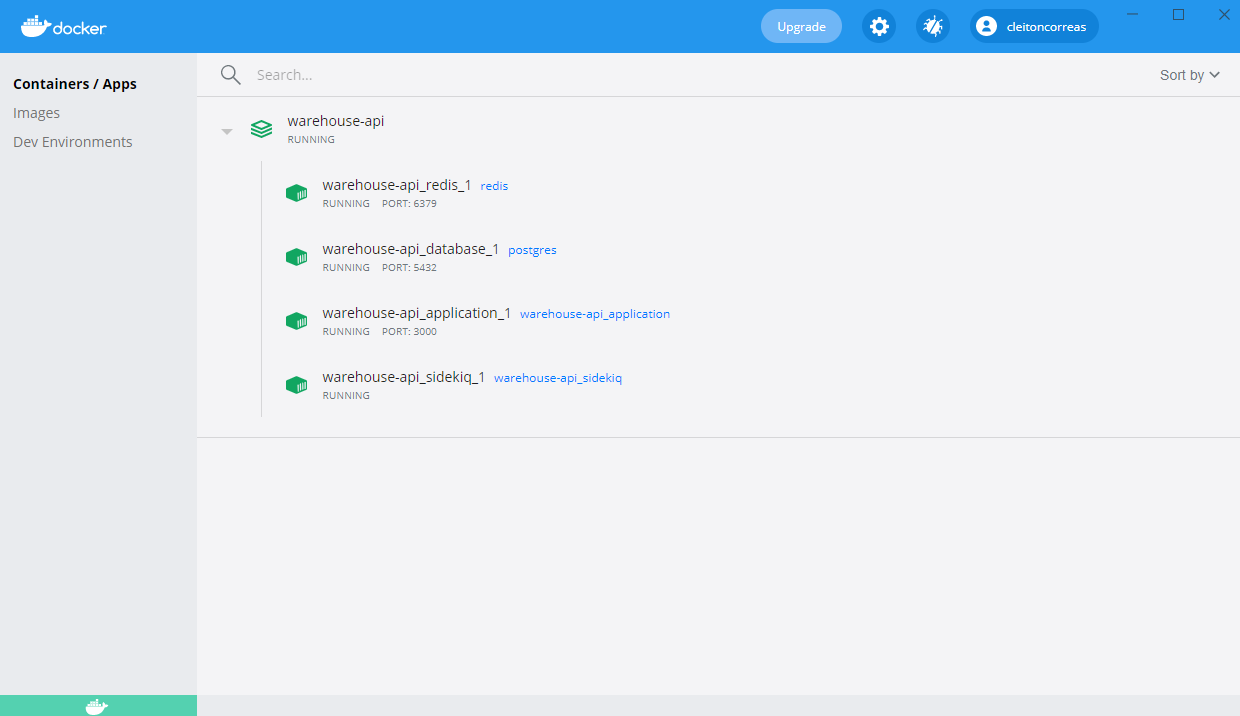 docker
Upgrade
cleitoncorreas
Containers / Apps
Images
Dev Environments
Search...
Sort by
warehouse-api
RUNNING
warehouse-api_redis_1 redis
RUNNING PORT: 6379
warehouse-api_database_1 postgres
RUNNING PORT: 5432
warehouse-api_application_1 warehouse-api_application
RUNNING PORT: 3000
warehouse-api_sidekiq_1 warehouse-api_sidekiq
RUNNING